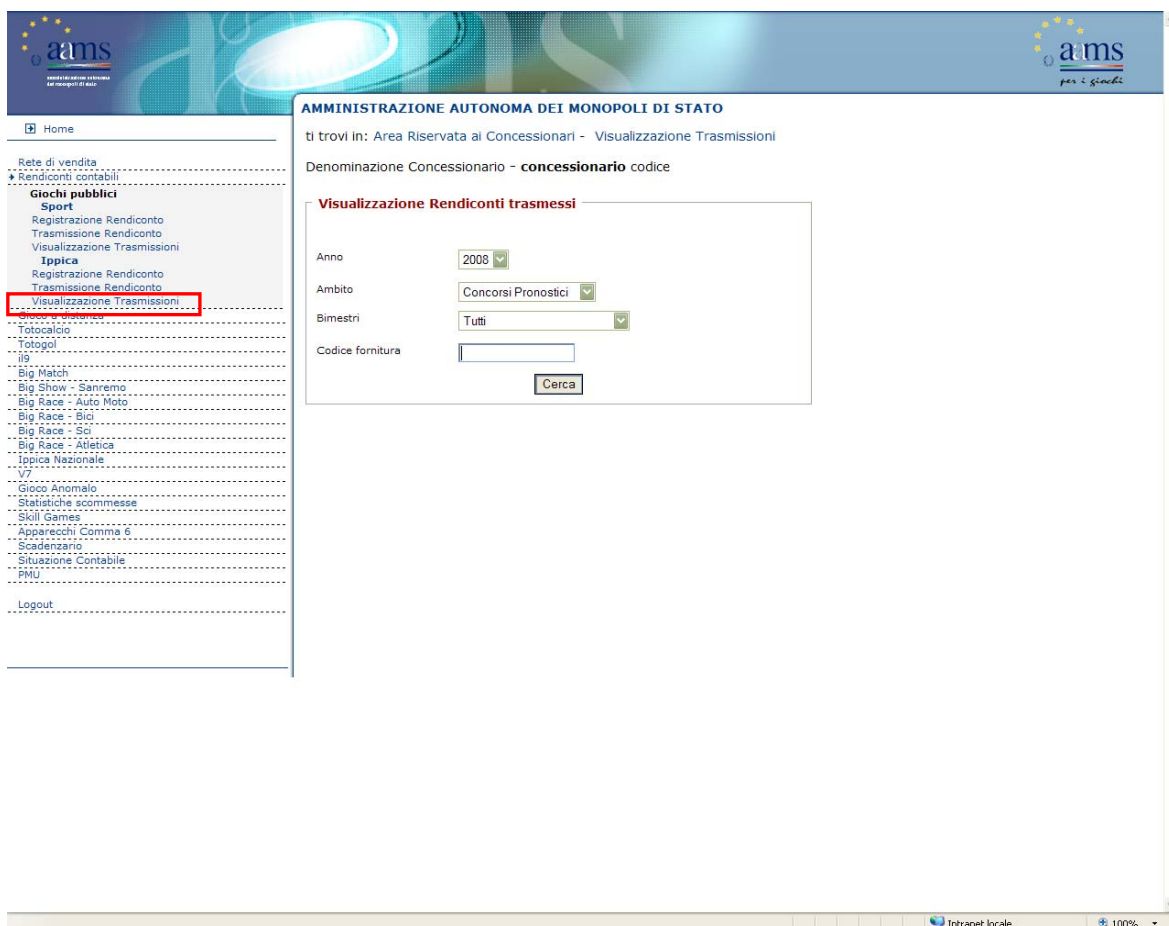 aams
amministrazione autonoma
dei monopoli di stato
aams
per i giochi
Home
Rete di vendita
Rendiconti contabili
Giochi pubblici
Sport
Registrazione Rendiconto
Trasmissione Rendiconto
Visualizzazione Trasmissioni
Ippica
Registrazione Rendiconto
Trasmissione Rendiconto
Visualizzazione Trasmissioni
Gioco a distanza
Totocalcio
Totogol
il9
Big Match
Big Show - Sanremo
Big Race - Auto Moto
Big Race - Bici
Big Race - Sci
Big Race - Atletica
Ippica Nazionale
V7
Gioco Anomalo
Statistiche scommesse
Skill Games
Apparecchi Comma 6
Scadenzario
Situazione Contabile
PMU
Logout
AMMINISTRAZIONE AUTONOMA DEI MONOPOLI DI STATO
ti trovi in: Area Riservata ai Concessionari - Visualizzazione Trasmissioni
Denominazione Concessionario - concessionario codice
Visualizzazione Rendiconti trasmessi
Anno 2008
Ambito Concorsi Pronostici
Bimestri Tutti
Codice fornitura
Cerca
Intranet locale 100%